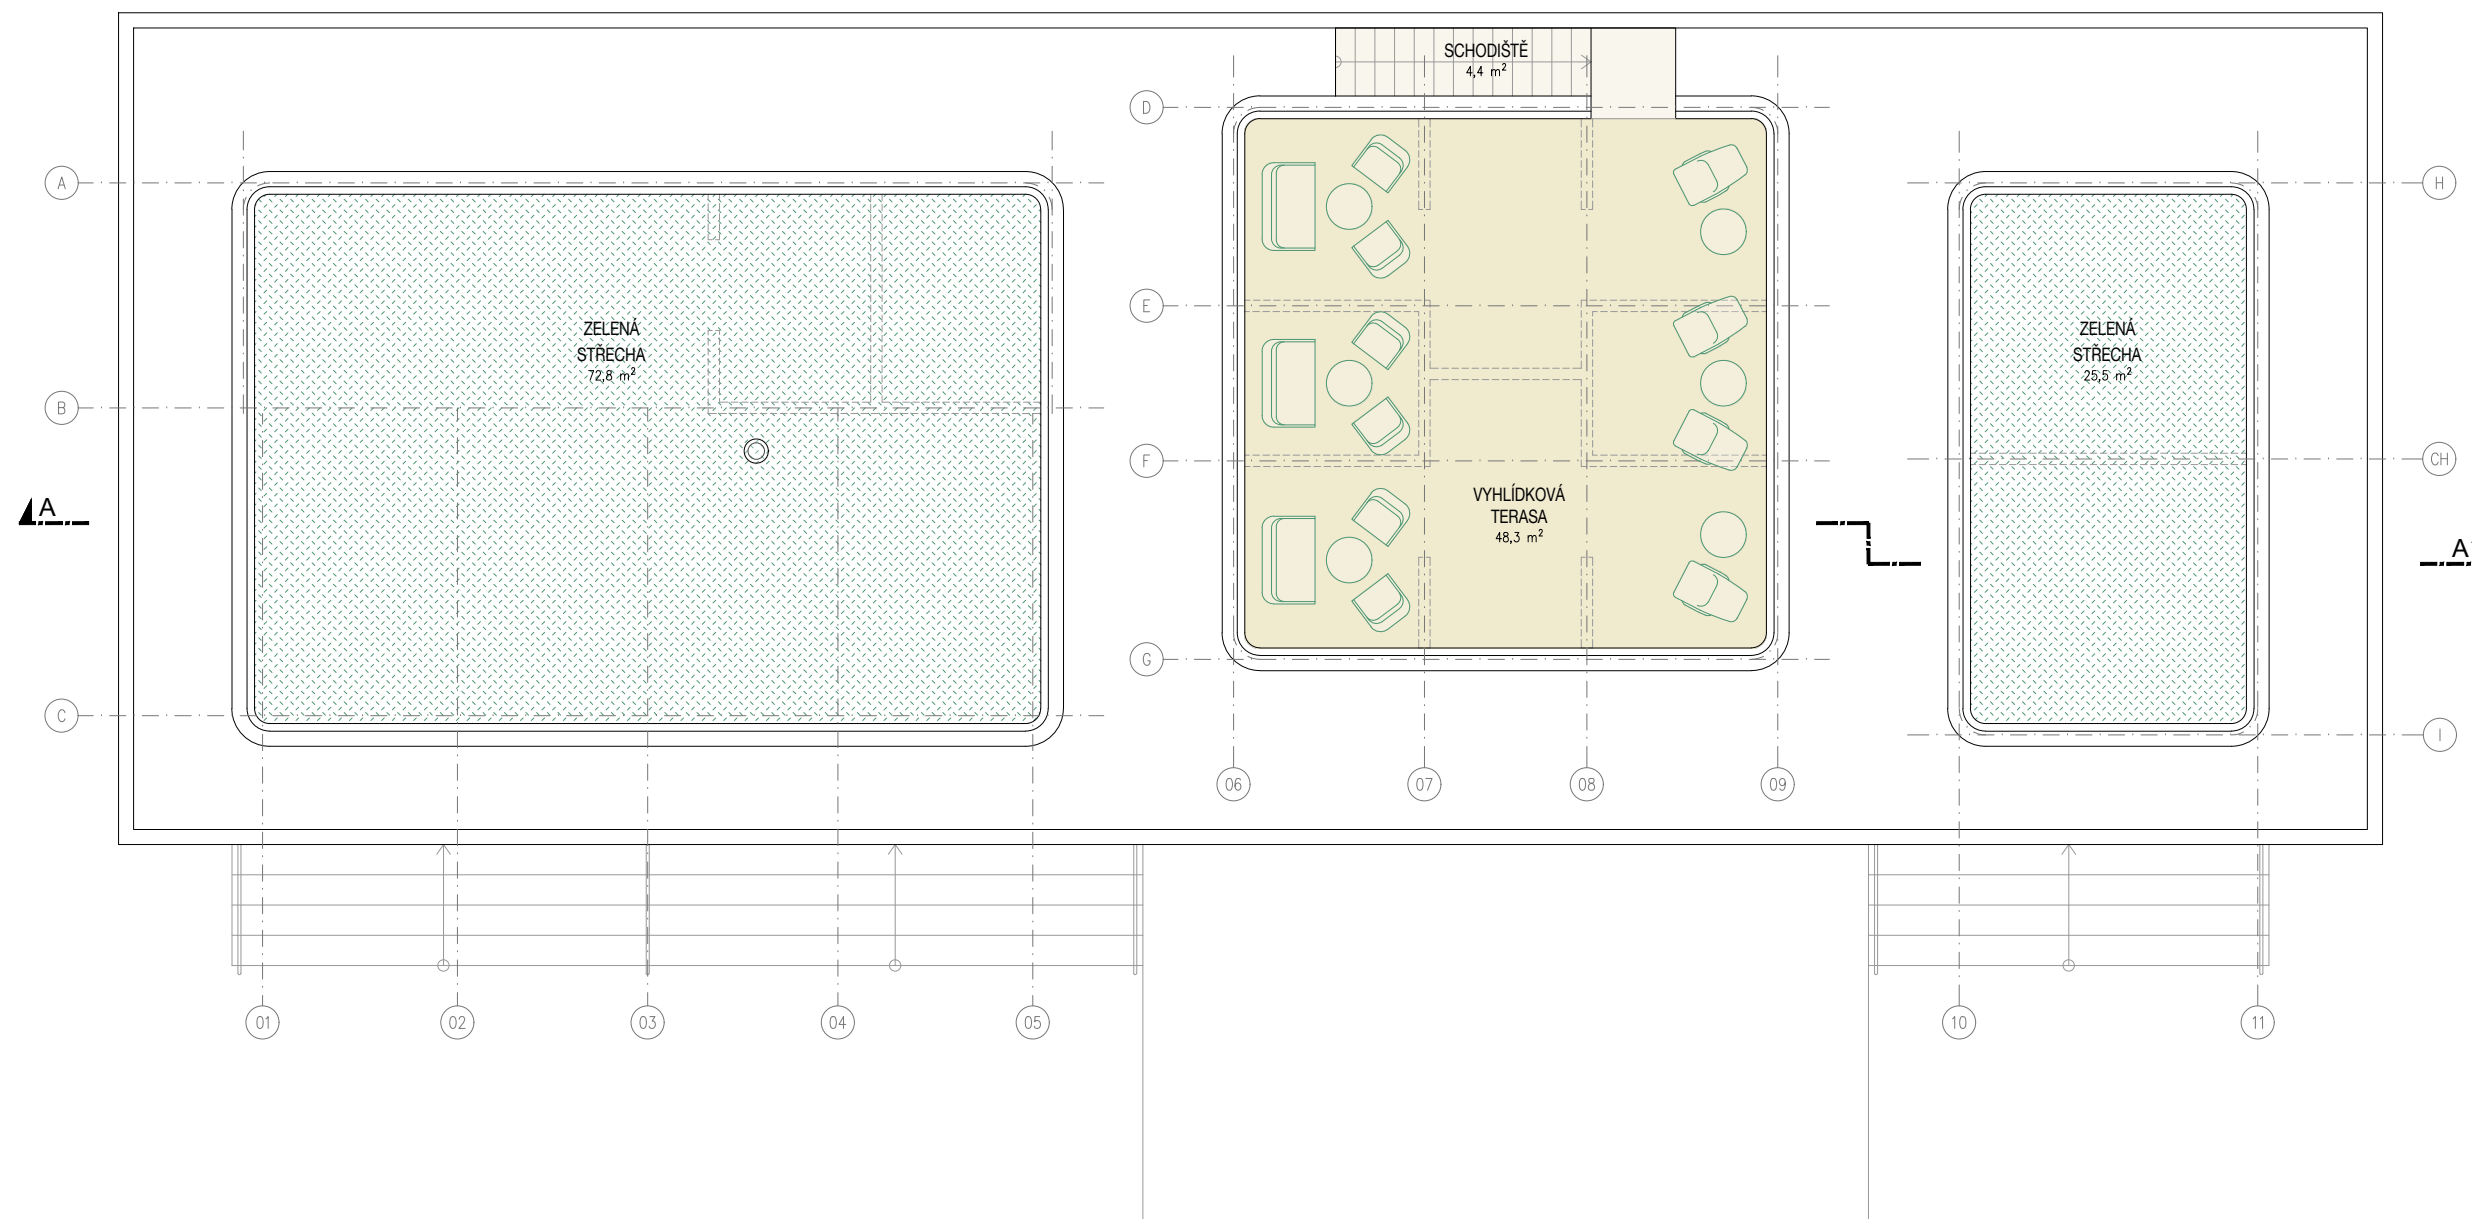 SCHODIŠTĚ
4,4 m²
D
A
H
E
ZELENÁ
STŘECHA
72,8 m²
ZELENÁ
STŘECHA
25,5 m²
B
F
CH
VYHLÍDKOVÁ
TERASA
48,3 m²
A
A
G
C
I
06
07
08
09
01
02
03
04
05
10
11